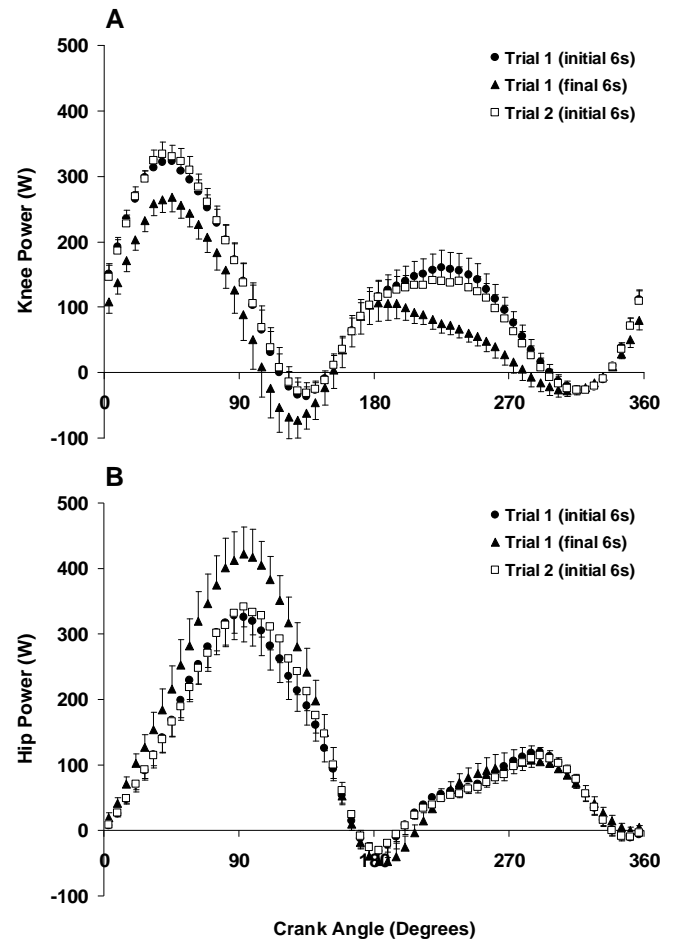 A
500
400
300
200
100
0
-100
Knee Power (W)
Trial 1 (initial 6s)
Trial 1 (final 6s)
Trial 2 (initial 6s)
0 90 180 270 360
B
500
400
300
200
100
0
-100
Hip Power (W)
Trial 1 (initial 6s)
Trial 1 (final 6s)
Trial 2 (initial 6s)
0 90 180 270 360
Crank Angle (Degrees)